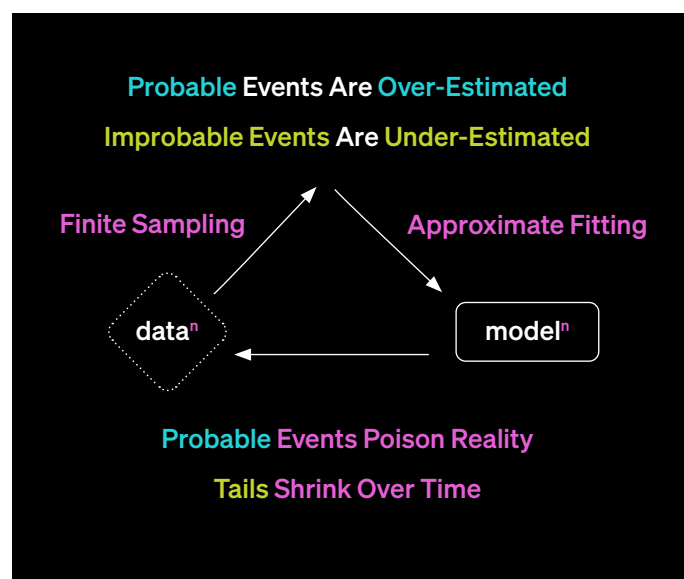 Probable Events Are Over-Estimated
Improbable Events Are Under-Estimated
Finite Sampling
Approximate Fitting
dataⁿ
modelⁿ
Probable Events Poison Reality
Tails Shrink Over Time